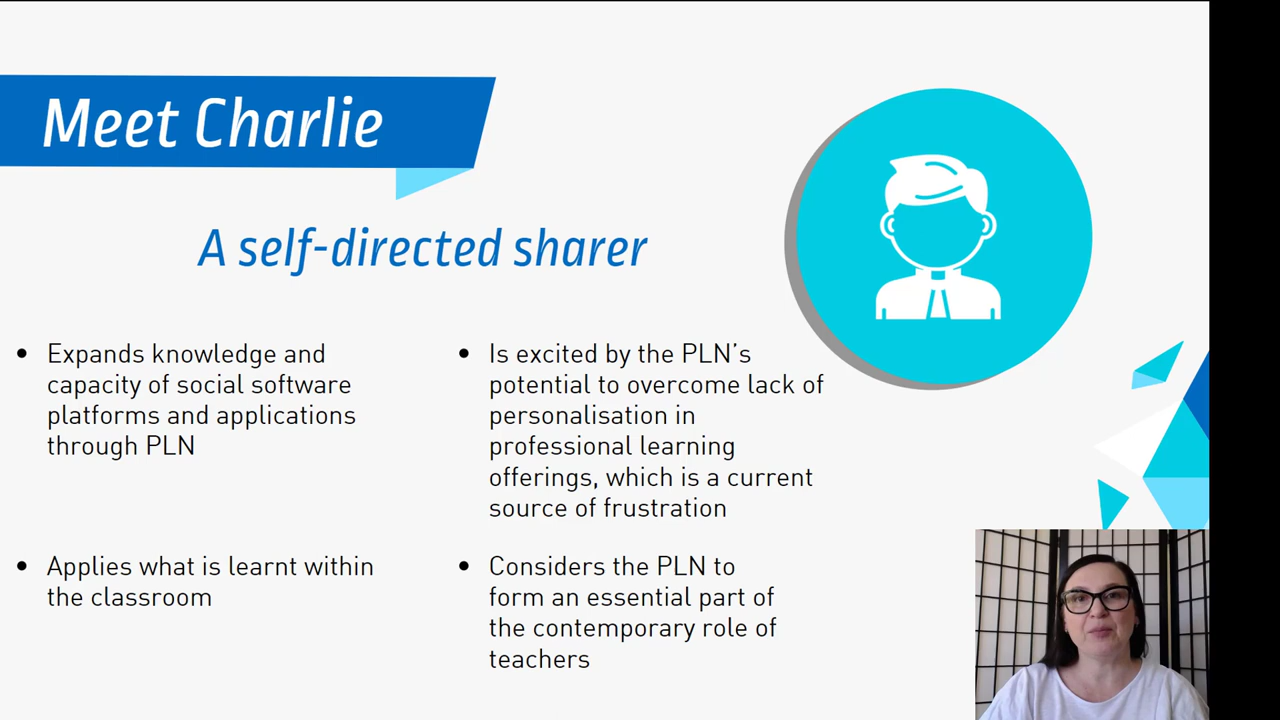 Meet Charlie
A self-directed sharer
Expands knowledge and
capacity of social software
platforms and applications
through PLN
Applies what is learnt within
the classroom
Is excited by the PLN’s
potential to overcome lack of
personalisation in
professional learning
offerings, which is a current
source of frustration
Considers the PLN to
form an essential part of
the contemporary role of
teachers